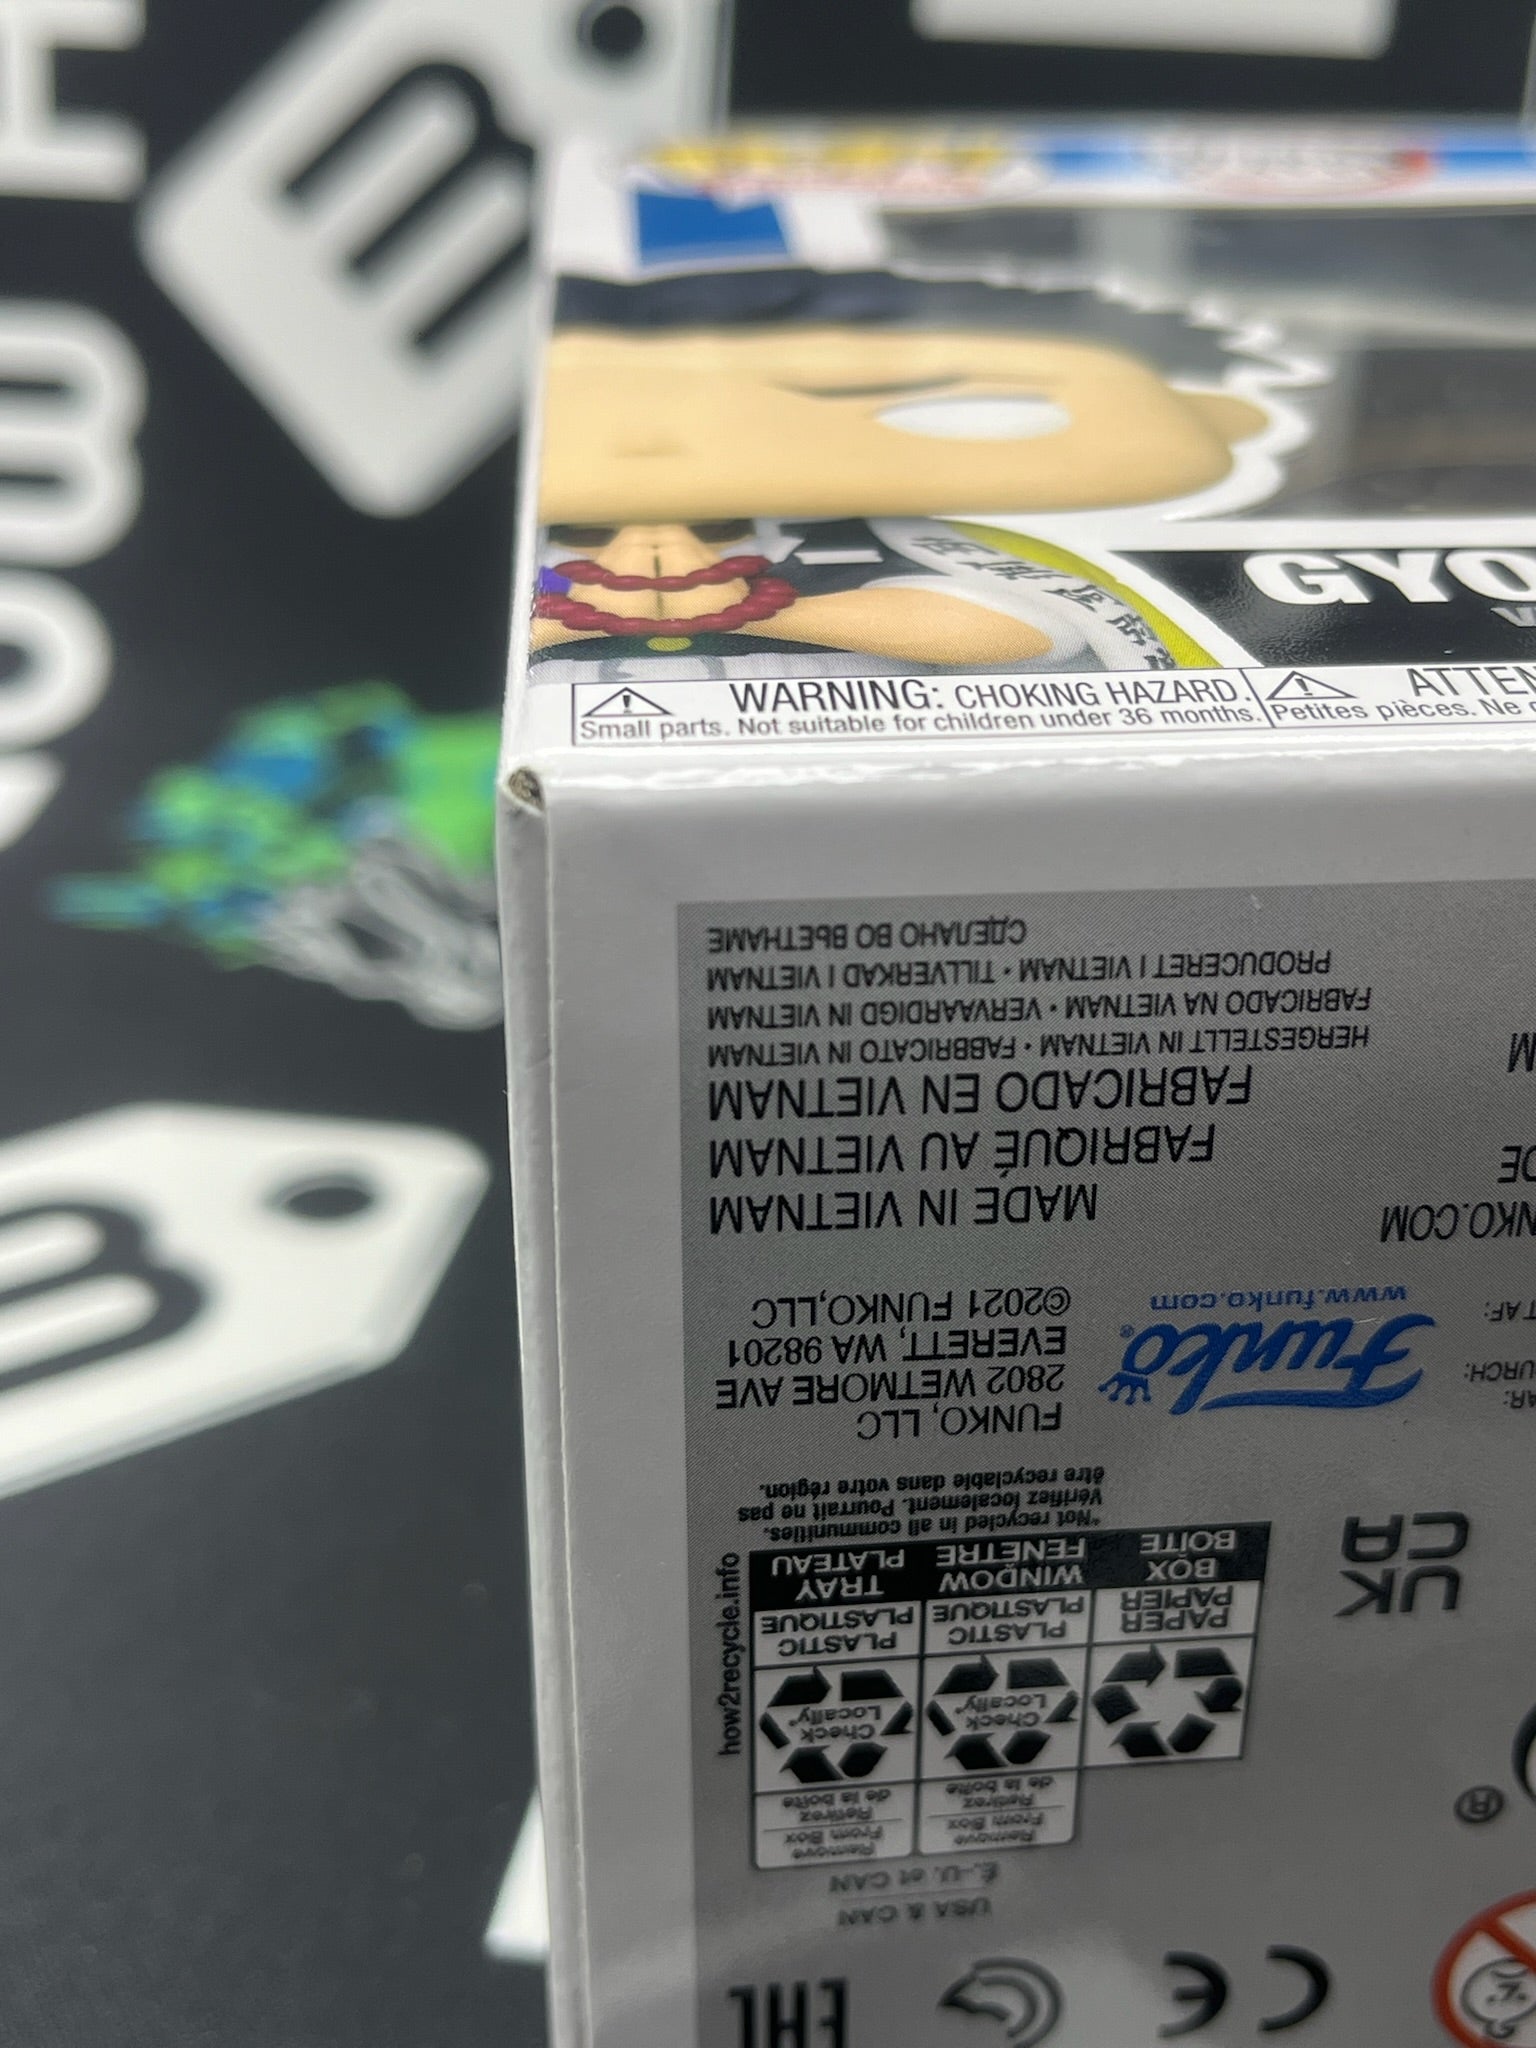 GYO
WARNING: CHOKING HAZARD.
Small parts. Not suitable for children under 36 months.
ATTEN
Petites pièces. Ne
USA & CAN
É.-U. et CAN
Remove From Box
Retirez de la boîte
Remove From Box
Retirez de la boîte
Check Locally*
Check Locally*
PAPER
PAPIER
PLASTIC
PLASTIQUE
PLASTIC
PLASTIQUE
BOX
BOÎTE
WINDOW
FENÊTRE
TRAY
PLATEAU
how2recycle.info
*Not recycled in all communities.
Vérifiez localement. Pourrait ne pas
être recyclable dans votre région.
UK
CA
FUNKO, LLC
2802 WETMORE AVE
EVERETT, WA 98201
©2021 FUNKO,LLC
Funko®
www.funko.com
NKO.COM
MADE IN VIETNAM
FABRIQUÉ AU VIETNAM
FABRICADO EN VIETNAM
HERGESTELLT IN VIETNAM • FABBRICATO IN VIETNAM
FABRICADO NA VIETNAM • VERVAARDIGD IN VIETNAM
PRODUCERET I VIETNAM • TILLVERKAD I VIETNAM
СДЕЛАНО ВО ВЬЕТНАМЕ